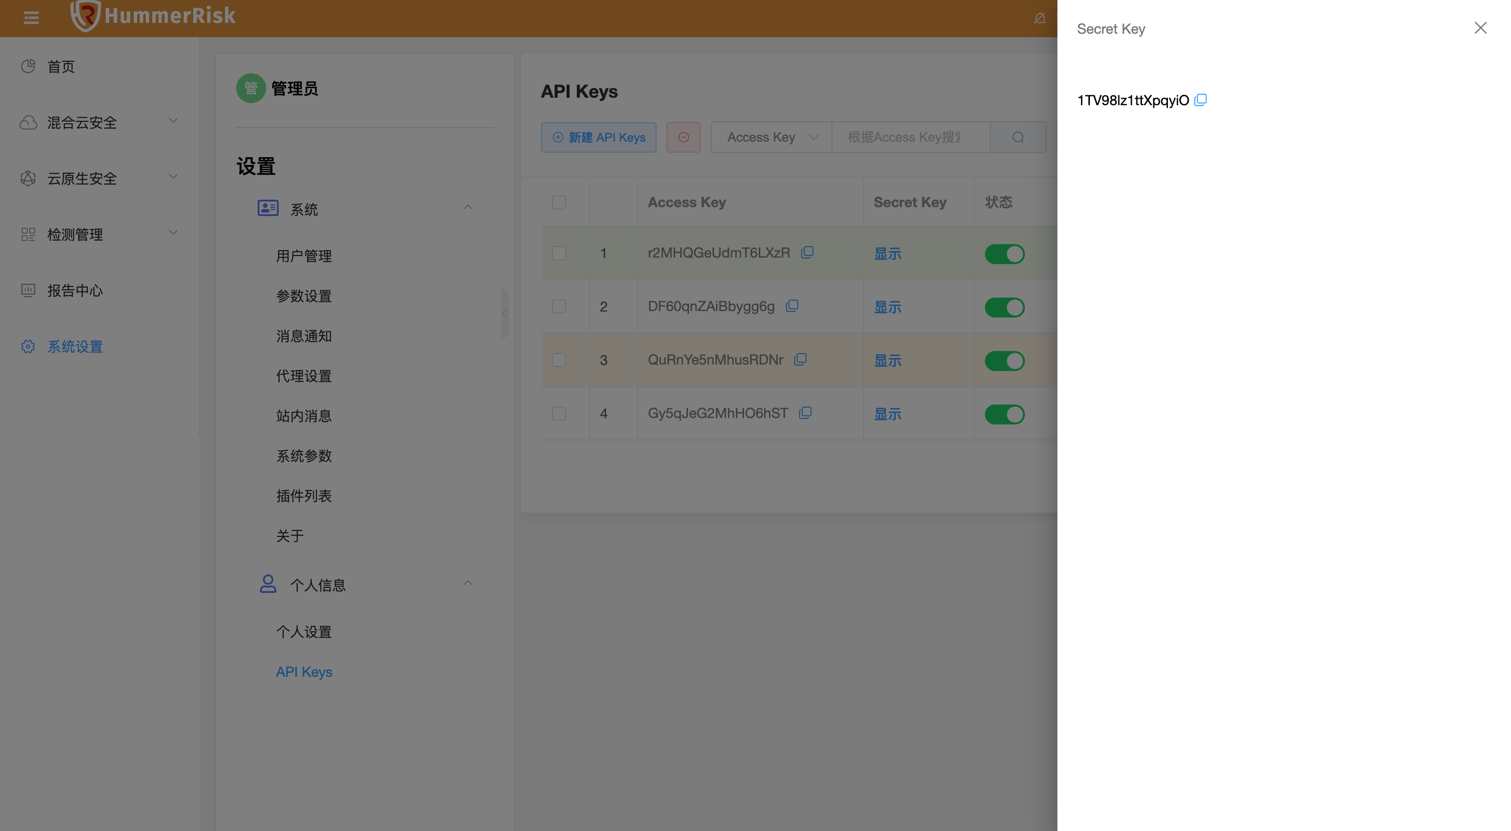 HummerRisk
首页
混合云安全
云原生安全
检测管理
报告中心
系统设置
管 管理员
设置
系统
用户管理
参数设置
消息通知
代理设置
站内消息
系统参数
插件列表
关于
个人信息
个人设置
API Keys
API Keys
新建 API Keys
Access Key
根据Access Key搜索
Access Key Secret Key 状态
1 r2MHQGeUdmT6LXzR 显示
2 DF60qnZAiBbygg6g 显示
3 QuRnYe5nMhusRDNr 显示
4 Gy5qJeG2MhHO6hST 显示
Secret Key
1TV98lz1ttXpqyiO